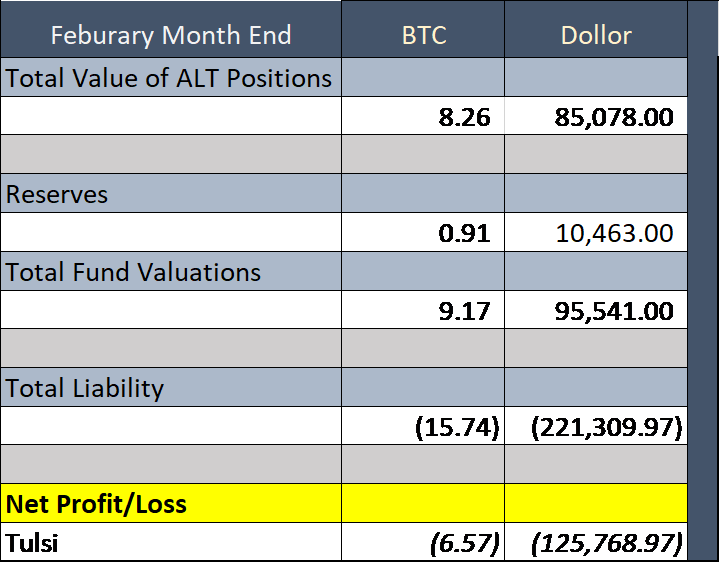 Feburary Month End BTC Dollor
Total Value of ALT Positions
8.26 85,078.00
Reserves
0.91 10,463.00
Total Fund Valuations
9.17 95,541.00
Total Liability
(15.74) (221,309.97)
Net Profit/Loss
Tulsi (6.57) (125,768.97)